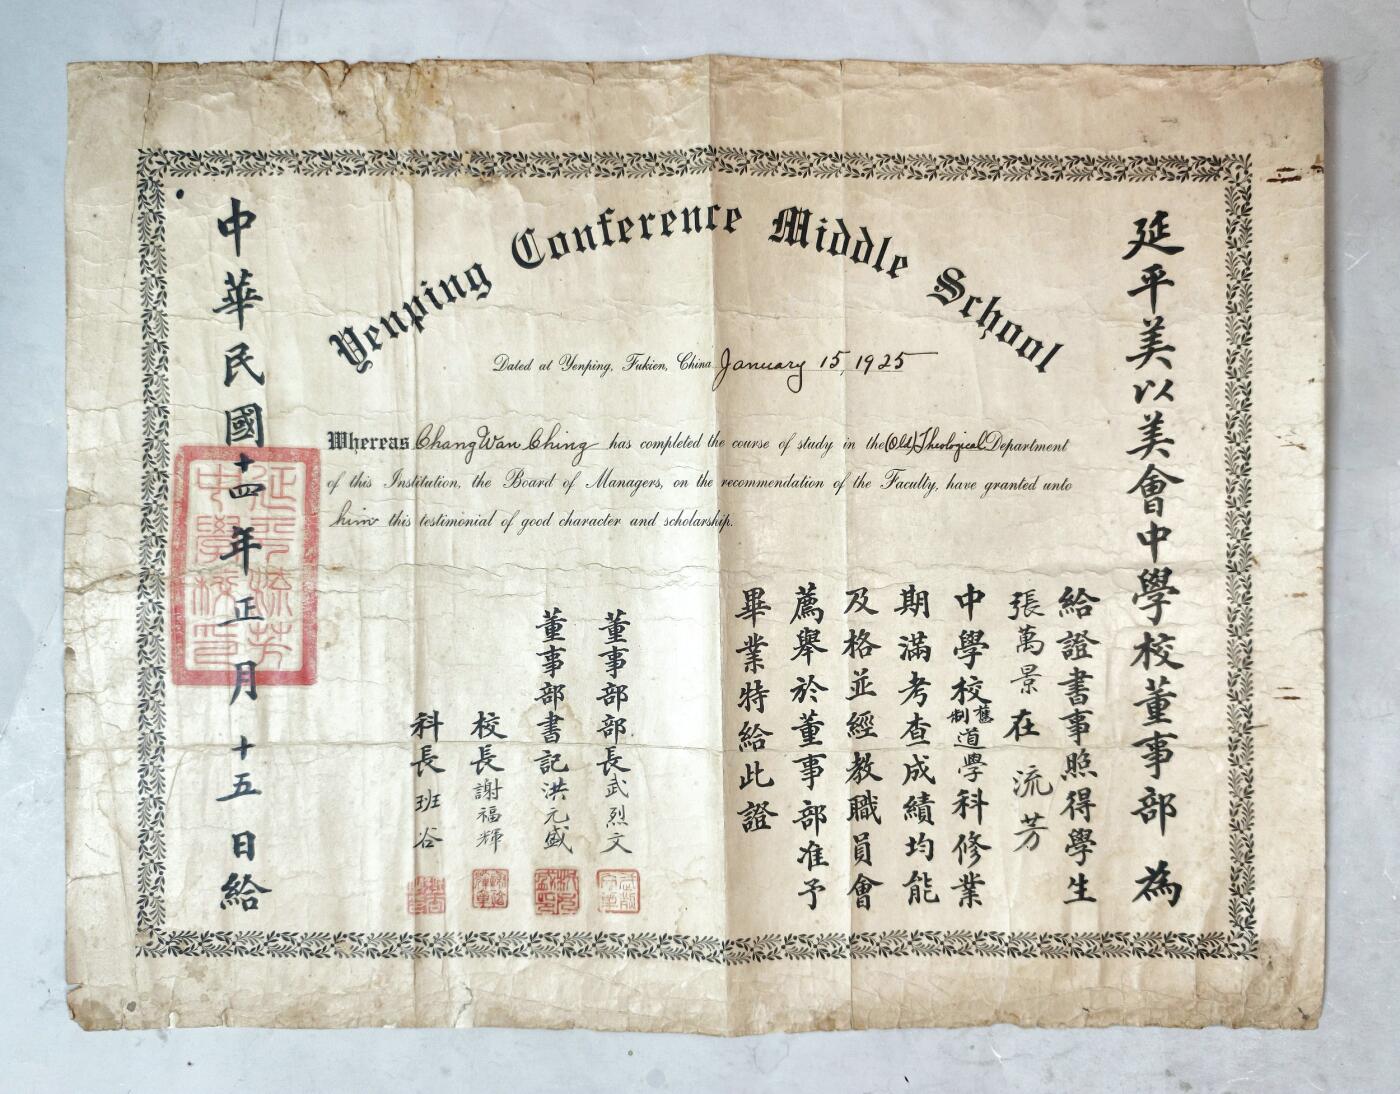 Yenping Conference Middle School
Dated at Yenping, Fukien, China January 15, 1925
Whereas Chang Wan Ching has completed the course of study in the (Old) Theological Department
of this Institution, the Board of Managers, on the recommendation of the Faculty, have granted unto
him this testimonial of good character and scholarship.
延平美以美會中學校董事部為
給證書事照得學生
張萬景在流芳
中學校舊制道學科修業
期滿考查成績均能
及格並經教職員會
薦舉於董事部准予
畢業特給此證
董事部部長武烈文
董事部書記洪元盛
校長謝福輝
科長班谷
中華民國十四年正月十五日給
延平流芳
中學校印